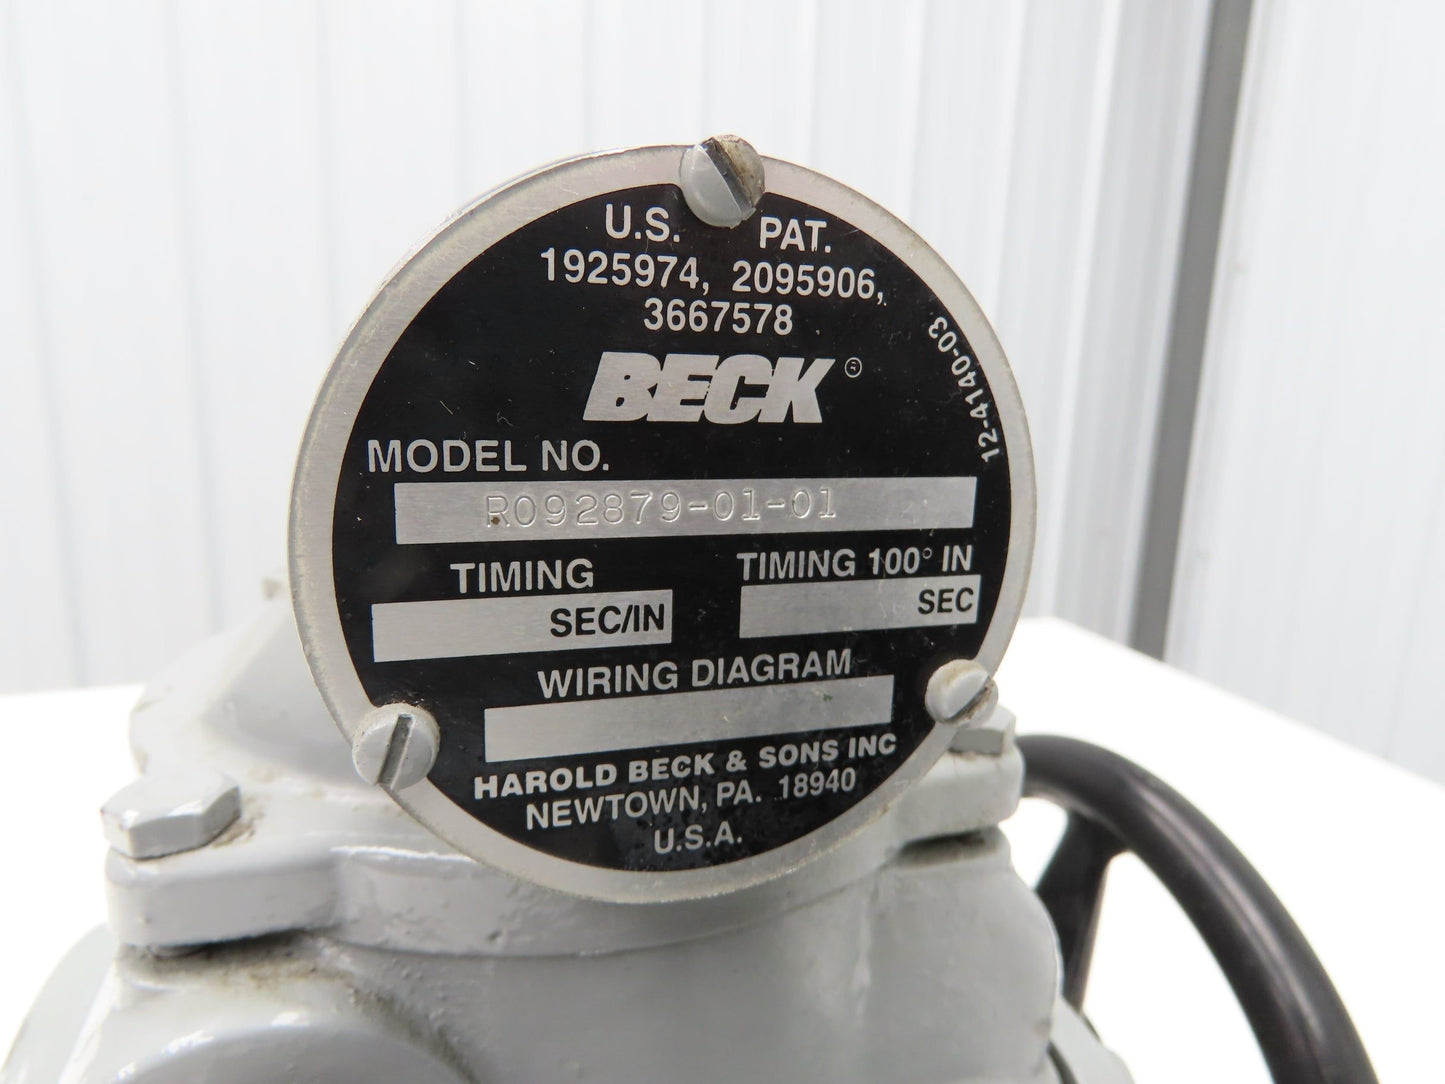 U.S. PAT.
1925974, 2095906,
3667578
BECK®
12-4140-03
MODEL NO.
R092879-01-01
TIMING
SEC/IN
TIMING 100° IN
SEC
WIRING DIAGRAM
HAROLD BECK & SONS INC
NEWTOWN, PA. 18940
U.S.A.